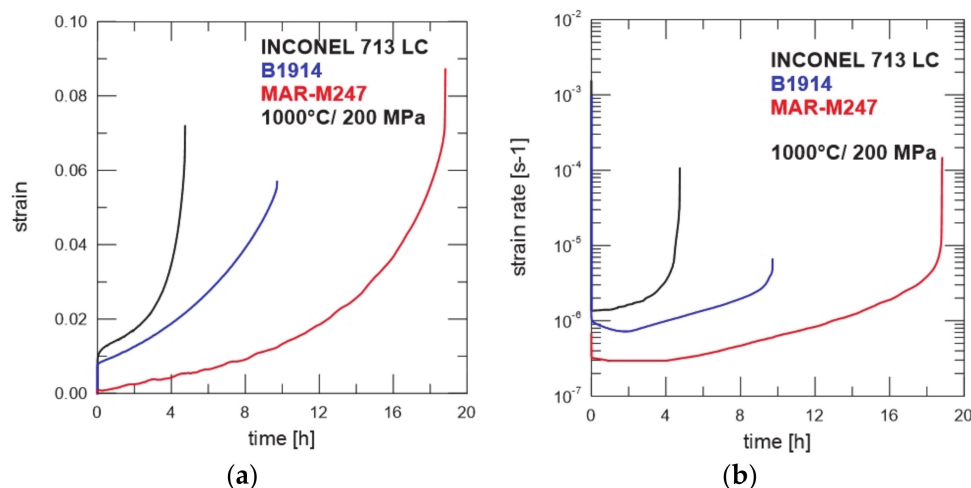 0.10
0.08
0.06
0.04
0.02
0.00
strain
INCONEL 713 LC
B1914
MAR-M247
1000°C/ 200 MPa
0
4
8
12
16
20
time [h]
(a)
10-2
10-3
10-4
10-5
10-6
10-7
strain rate [s-1]
INCONEL 713 LC
B1914
MAR-M247
1000°C/ 200 MPa
0
4
8
12
16
20
time [h]
(b)